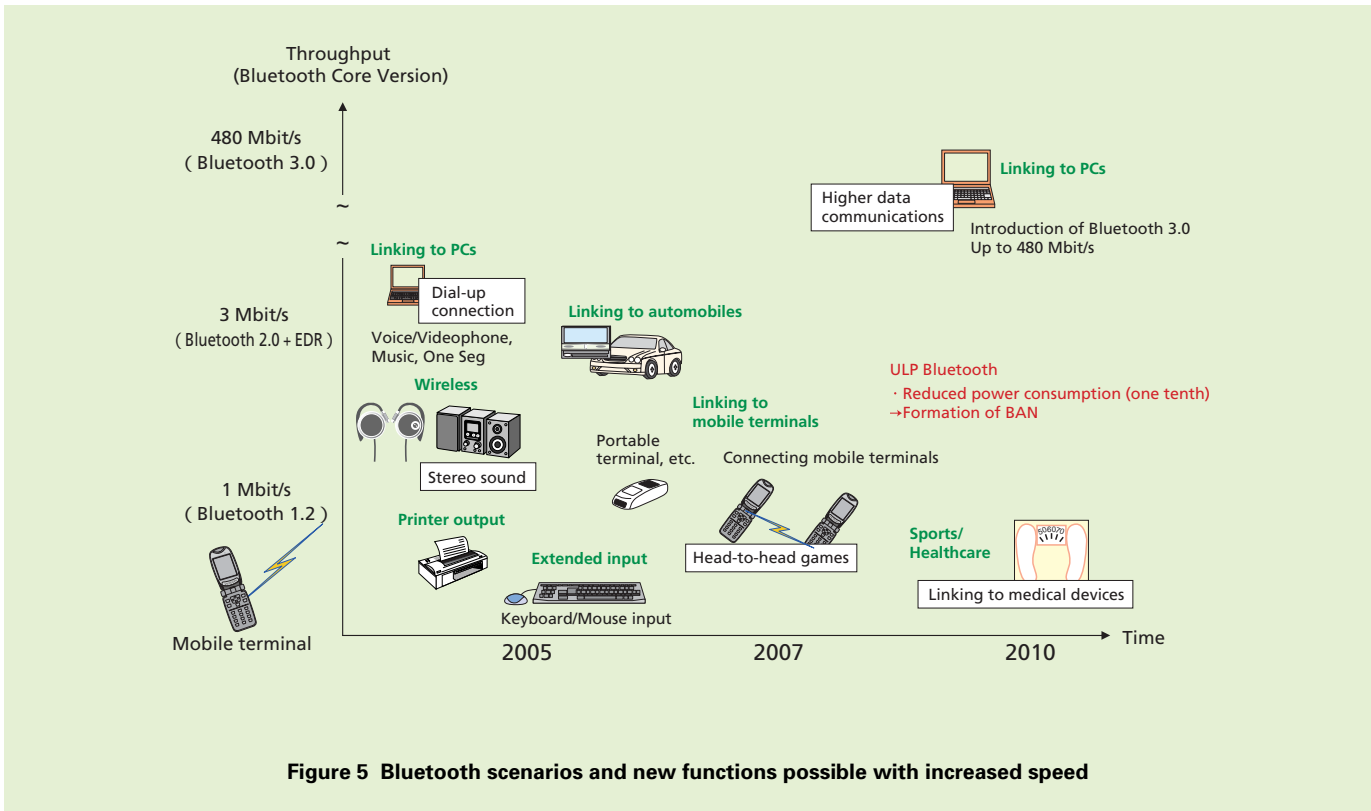 Throughput
(Bluetooth Core Version)
480 Mbit/s
( Bluetooth 3.0 )
~
~
3 Mbit/s
( Bluetooth 2.0 + EDR )
1 Mbit/s
( Bluetooth 1.2 )
Mobile terminal
Linking to PCs
Dial-up
connection
Voice/Videophone,
Music, One Seg
Wireless
Stereo sound
Printer output
Extended input
Keyboard/Mouse input
Linking to automobiles
Portable
terminal, etc.
Linking to
mobile terminals
Connecting mobile terminals
Head-to-head games
Linking to PCs
Higher data
communications
Introduction of Bluetooth 3.0
Up to 480 Mbit/s
ULP Bluetooth
・Reduced power consumption (one tenth)
→Formation of BAN
Sports/
Healthcare
506070
Linking to medical devices
Time
2005
2007
2010
Figure 5 Bluetooth scenarios and new functions possible with increased speed